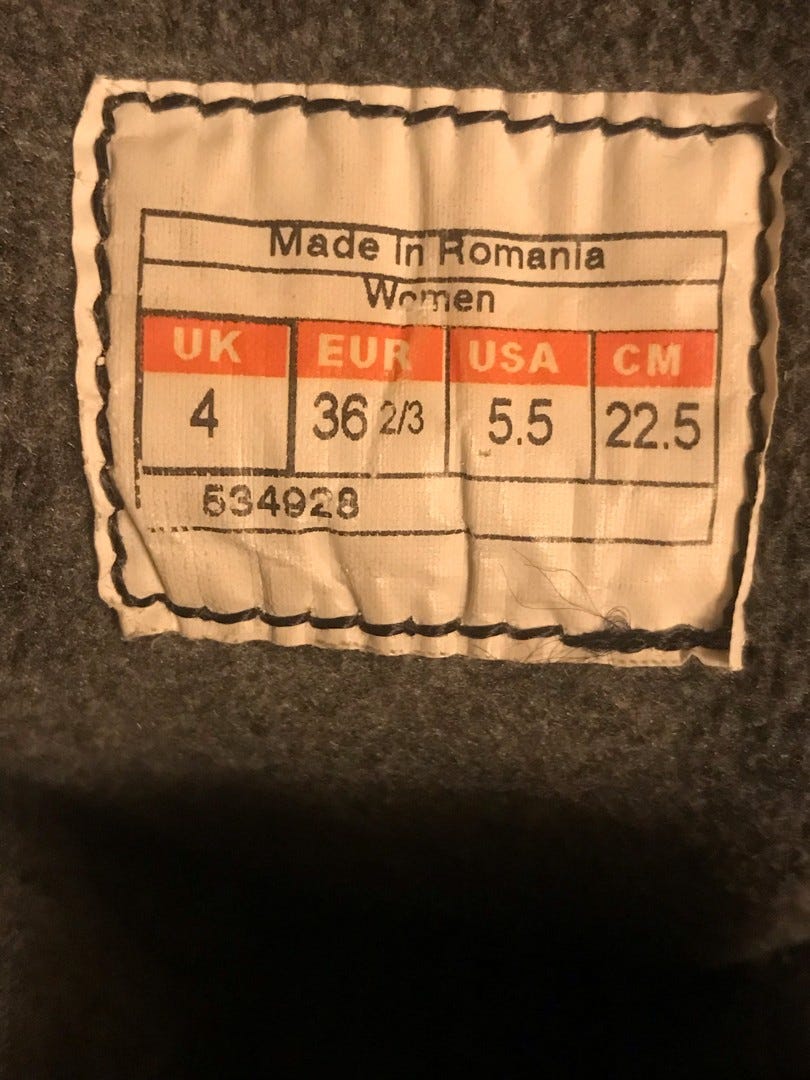 Made In Romania
Women
UK EUR USA CM
4 36 2/3 5.5 22.5
534928